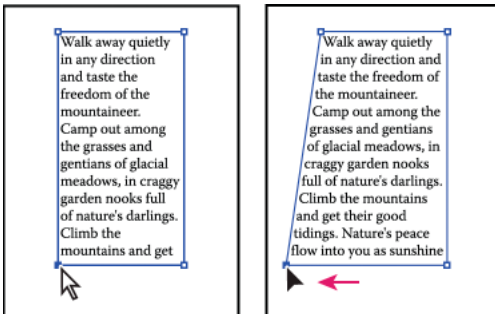 Walk away quietly
in any direction
and taste the
freedom of the
mountaineer.
Camp out among
the grasses and
gentians of glacial
meadows, in craggy
garden nooks full
of nature's darlings.
Climb the
mountains and get
Walk away quietly
in any direction and
taste the freedom of
the mountaineer.
Camp out among the
grasses and gentians
of glacial meadows, in
craggy garden nooks
full of nature's darlings.
Climb the mountains
and get their good
tidings. Nature's peace
flow into you as sunshine